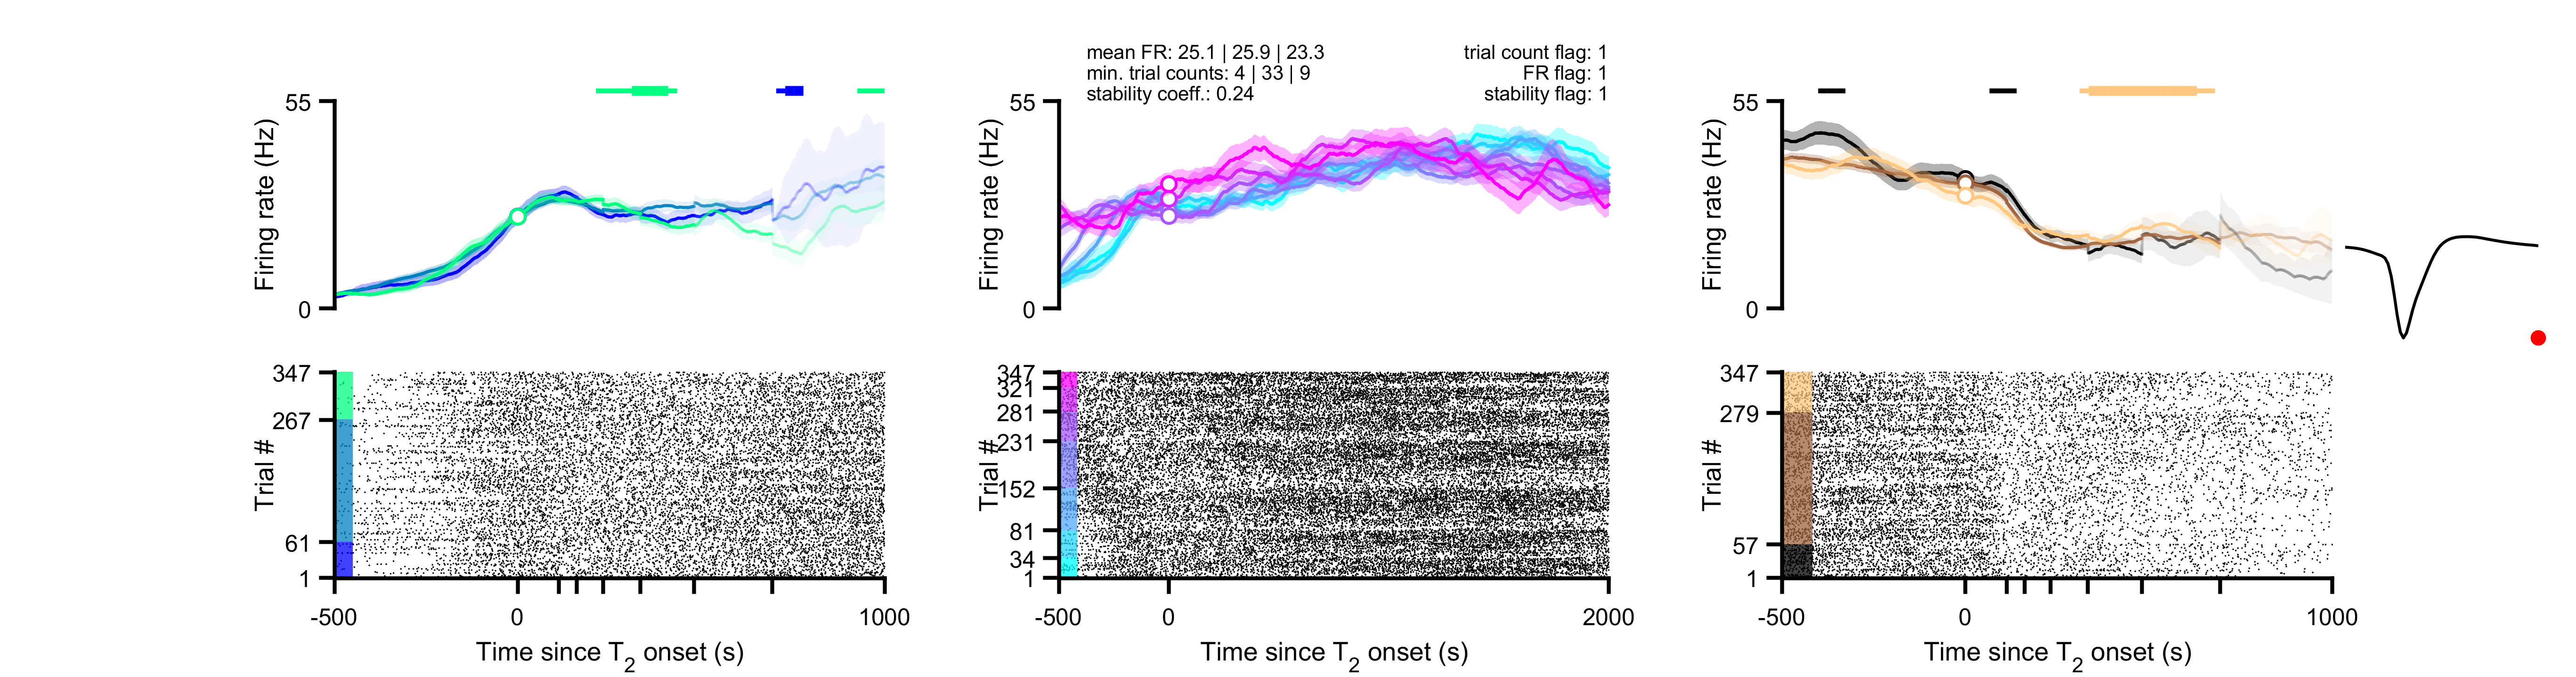 mean FR: 25.1 | 25.9 | 23.3
min. trial counts: 4 | 33 | 9
stability coeff.: 0.24
trial count flag: 1
FR flag: 1
stability flag: 1
55
0
Firing rate (Hz)
55
0
Firing rate (Hz)
55
0
Firing rate (Hz)
347
267
61
1
Trial #
-500
0
1000
Time since T2 onset (s)
347
321
281
231
152
81
34
1
Trial #
-500
0
2000
Time since T2 onset (s)
347
279
57
1
Trial #
-500
0
1000
Time since T2 onset (s)